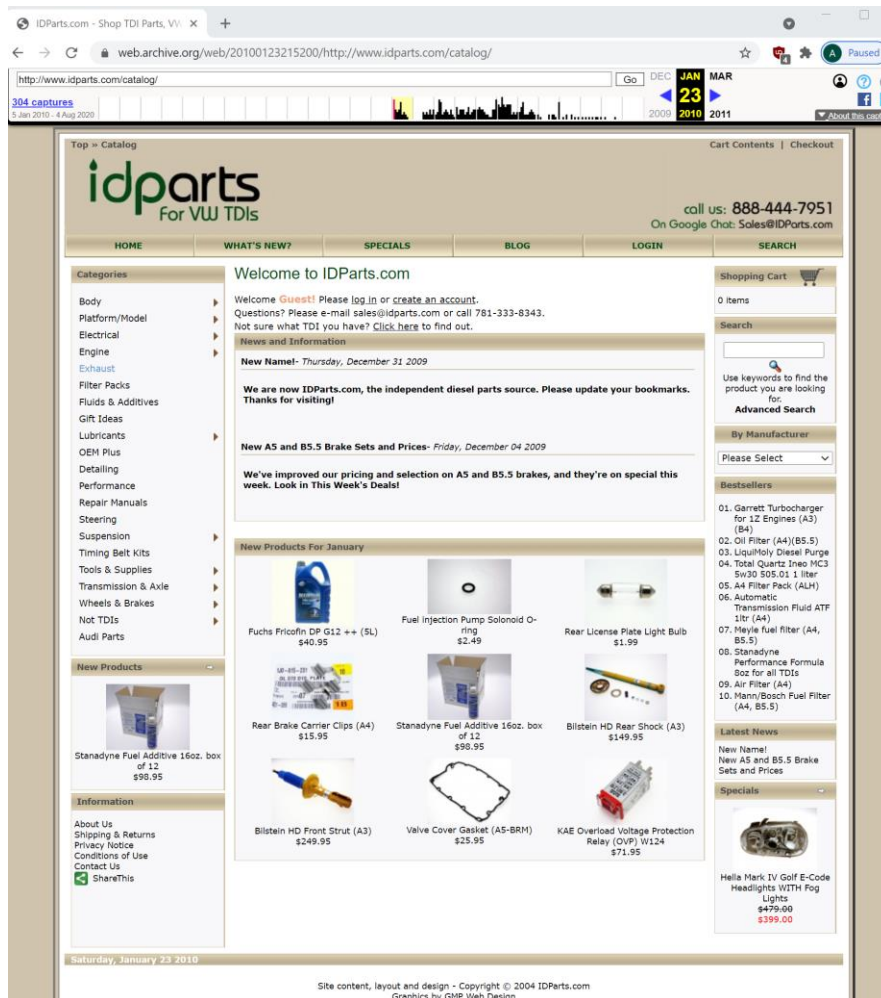 IDParts.com - Shop TDI Parts, VW
Paused
web.archive.org/web/20100123215200/http://www.idparts.com/catalog/
http://www.idparts.com/catalog/
Go
DEC JAN MAR
23
2009 2010 2011
304 captures
5 Jan 2010 - 4 Aug 2020
About this capt
Top » Catalog
Cart Contents | Checkout
idparts
For VW TDIs
call us: 888-444-7951
On Google Chat: Sales@IDParts.com
HOME WHAT'S NEW? SPECIALS BLOG LOGIN SEARCH
Categories
Body
Platform/Model
Electrical
Engine
Exhaust
Filter Packs
Fluids & Additives
Gift Ideas
Lubricants
OEM Plus
Detailing
Performance
Repair Manuals
Steering
Suspension
Timing Belt Kits
Tools & Supplies
Transmission & Axle
Wheels & Brakes
Not TDIs
Audi Parts
New Products
Stanadyne Fuel Additive 16oz. box
of 12
$98.95
Information
About Us
Shipping & Returns
Privacy Notice
Conditions of Use
Contact Us
ShareThis
Welcome to IDParts.com
Welcome Guest! Please log in or create an account.
Questions? Please e-mail sales@idparts.com or call 781-333-8343.
Not sure what TDI you have? Click here to find out.
News and Information
New Name!- Thursday, December 31 2009
We are now IDParts.com, the independent diesel parts source. Please update your bookmarks.
Thanks for visiting!
New A5 and B5.5 Brake Sets and Prices- Friday, December 04 2009
We've improved our pricing and selection on A5 and B5.5 brakes, and they're on special this
week. Look in This Week's Deals!
New Products For January
Fuchs Fricofin DP G12 ++ (5L)
$40.95
Fuel injection Pump Solonoid O-
ring
$2.49
Rear License Plate Light Bulb
$1.99
Rear Brake Carrier Clips (A4)
$15.95
Stanadyne Fuel Additive 16oz. box
of 12
$98.95
Bilstein HD Rear Shock (A3)
$149.95
Bilstein HD Front Strut (A3)
$249.95
Valve Cover Gasket (A5-BRM)
$25.95
KAE Overload Voltage Protection
Relay (OVP) W124
$71.95
Shopping Cart
0 items
Search
Use keywords to find the
product you are looking
for.
Advanced Search
By Manufacturer
Please Select
Bestsellers
01. Garrett Turbocharger
for 1Z Engines (A3)
(B4)
02. Oil Filter (A4)(B5.5)
03. LiquiMoly Diesel Purge
04. Total Quartz Ineo MC3
5w30 505.01 1 liter
05. A4 Filter Pack (ALH)
06. Automatic
Transmission Fluid ATF
1ltr (A4)
07. Meyle fuel filter (A4,
B5.5)
08. Stanadyne
Performance Formula
8oz for all TDIs
09. Air Filter (A4)
10. Mann/Bosch Fuel Filter
(A4, B5.5)
Latest News
New Name!
New A5 and B5.5 Brake
Sets and Prices
Specials
Hella Mark IV Golf E-Code
Headlights WITH Fog
Lights
$479.00
$399.00
Saturday, January 23 2010
Site content, layout and design - Copyright © 2004 IDParts.com
Graphics by GMP Web Design